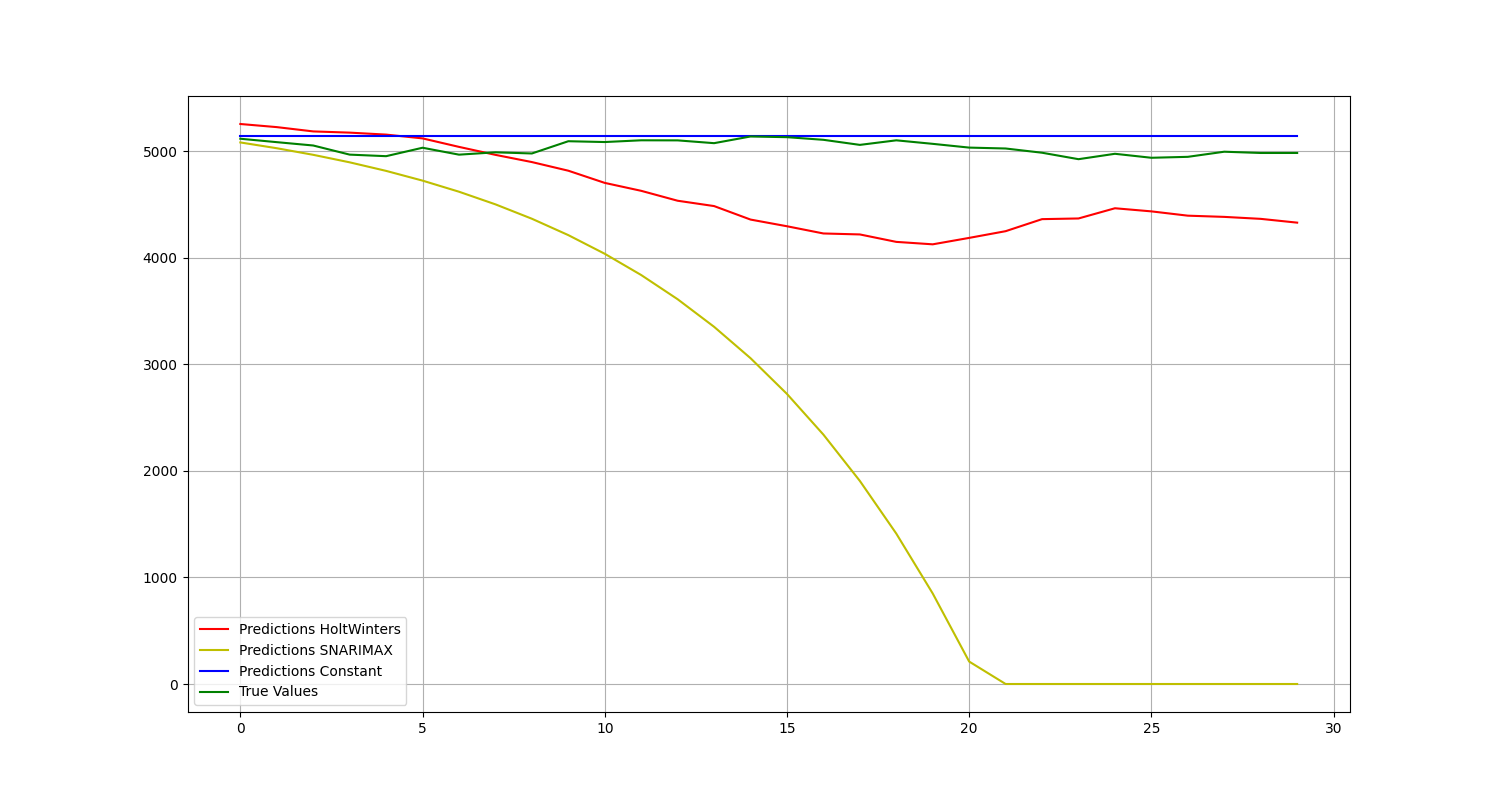 5000
4000
3000
2000
1000
0
Predictions HoltWinters
Predictions SNARIMAX
Predictions Constant
True Values
0 5 10 15 20 25 30